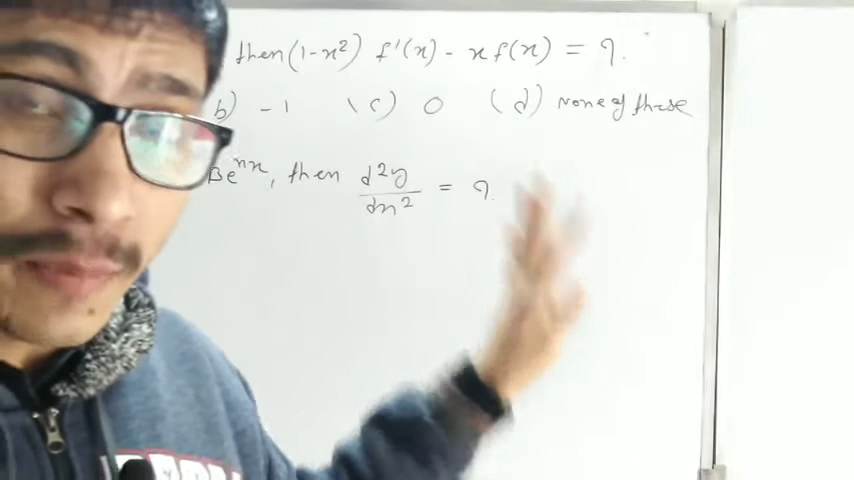 then (1-x²) f'(x) - x f(x) = ?
b) -1 (c) 0 (d) none of these
Be^nx, then d²y/dx² = ?